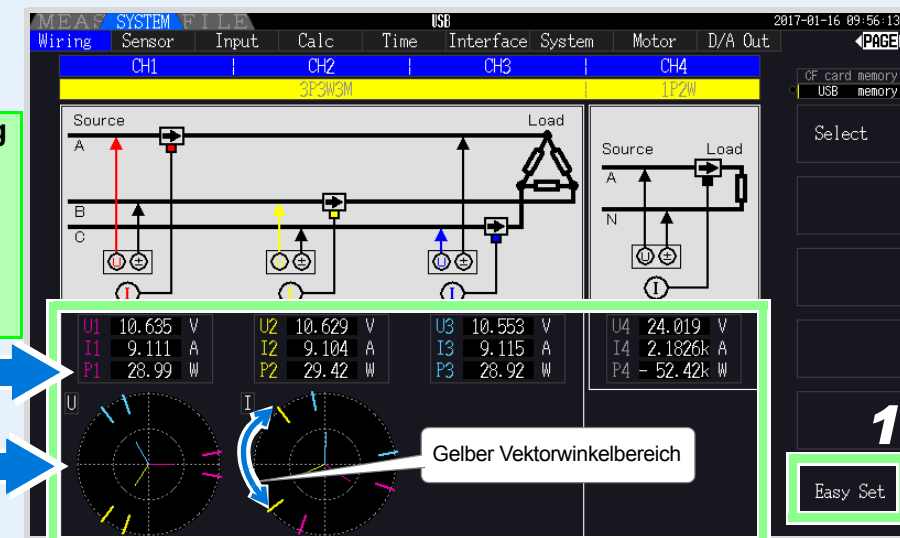 MEAS SYSTEM FILE USB 2017-01-16 09:56:13
Wiring Sensor Input Calc Time Interface System Motor D/A Out PAGE
CH1 CH2 CH3 CH4
3P3W3M 1P2W
CF card memory
USB memory
Select
Source Load
A
B
C
U ± U ± U ±
I I I
Source Load
A
N
U ±
I
U1 10.635 V U2 10.629 V U3 10.553 V U4 24.019 V
I1 9.111 A I2 9.104 A I3 9.115 A I4 2.1826k A
P1 28.99 W P2 29.42 W P3 28.92 W P4 - 52.42k W
U I
Gelber Vektorwinkelbereich
1
Easy Set